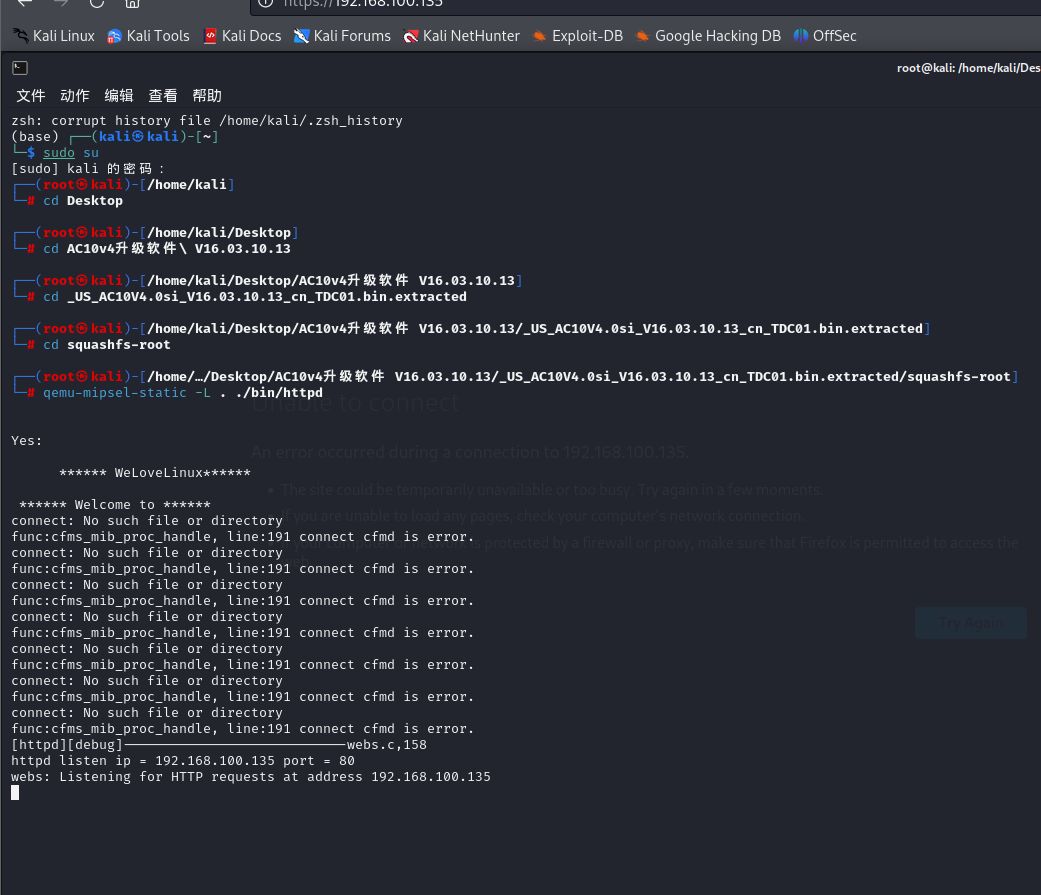 https://192.168.100.135
Kali Linux Kali Tools Kali Docs Kali Forums Kali NetHunter Exploit-DB Google Hacking DB OffSec
root@kali: /home/kali/Des
文件 动作 编辑 查看 帮助
zsh: corrupt history file /home/kali/.zsh_history
(base) ┌──(kali㉿kali)-[~]
└─$ sudo su
[sudo] kali 的密码：
┌──(root㉿kali)-[/home/kali]
└─# cd Desktop
┌──(root㉿kali)-[/home/kali/Desktop]
└─# cd AC10v4升级软件\ V16.03.10.13
┌──(root㉿kali)-[/home/kali/Desktop/AC10v4升级软件 V16.03.10.13]
└─# cd _US_AC10V4.0si_V16.03.10.13_cn_TDC01.bin.extracted
┌──(root㉿kali)-[/home/kali/Desktop/AC10v4升级软件 V16.03.10.13/_US_AC10V4.0si_V16.03.10.13_cn_TDC01.bin.extracted]
└─# cd squashfs-root
┌──(root㉿kali)-[/home/…/Desktop/AC10v4升级软件 V16.03.10.13/_US_AC10V4.0si_V16.03.10.13_cn_TDC01.bin.extracted/squashfs-root]
└─# qemu-mipsel-static -L . ./bin/httpd
Unable to connect
Yes:
An error occurred during a connection to 192.168.100.135.
****** WeLoveLinux******
The site could be temporarily unavailable or too busy. Try again in a few moments.
****** Welcome to ******
connect: No such file or directory
If you are unable to load any pages, check your computer's network connection.
func:cfms_mib_proc_handle, line:191 connect cfmd is error.
your computer or network is protected by a firewall or proxy, make sure that Firefox is permitted to access the
connect: No such file or directory
func:cfms_mib_proc_handle, line:191 connect cfmd is error.
connect: No such file or directory
func:cfms_mib_proc_handle, line:191 connect cfmd is error.
connect: No such file or directory
func:cfms_mib_proc_handle, line:191 connect cfmd is error.
Try Again
connect: No such file or directory
func:cfms_mib_proc_handle, line:191 connect cfmd is error.
connect: No such file or directory
func:cfms_mib_proc_handle, line:191 connect cfmd is error.
connect: No such file or directory
func:cfms_mib_proc_handle, line:191 connect cfmd is error.
[httpd][debug]----------------------------webs.c,158
httpd listen ip = 192.168.100.135 port = 80
webs: Listening for HTTP requests at address 192.168.100.135